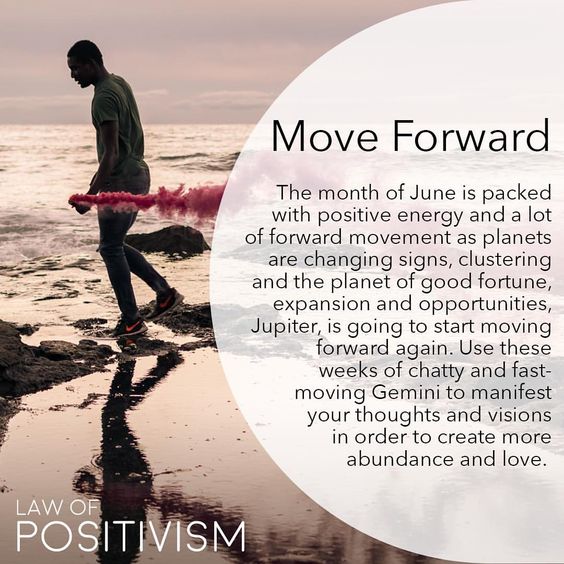 Move Forward
The month of June is packed
with positive energy and a lot
of forward movement as planets
are changing signs, clustering
and the planet of good fortune,
expansion and opportunities,
Jupiter, is going to start moving
forward again. Use these
weeks of chatty and fast-
moving Gemini to manifest
your thoughts and visions
in order to create more
abundance and love.
LAW OF
POSITIVISM